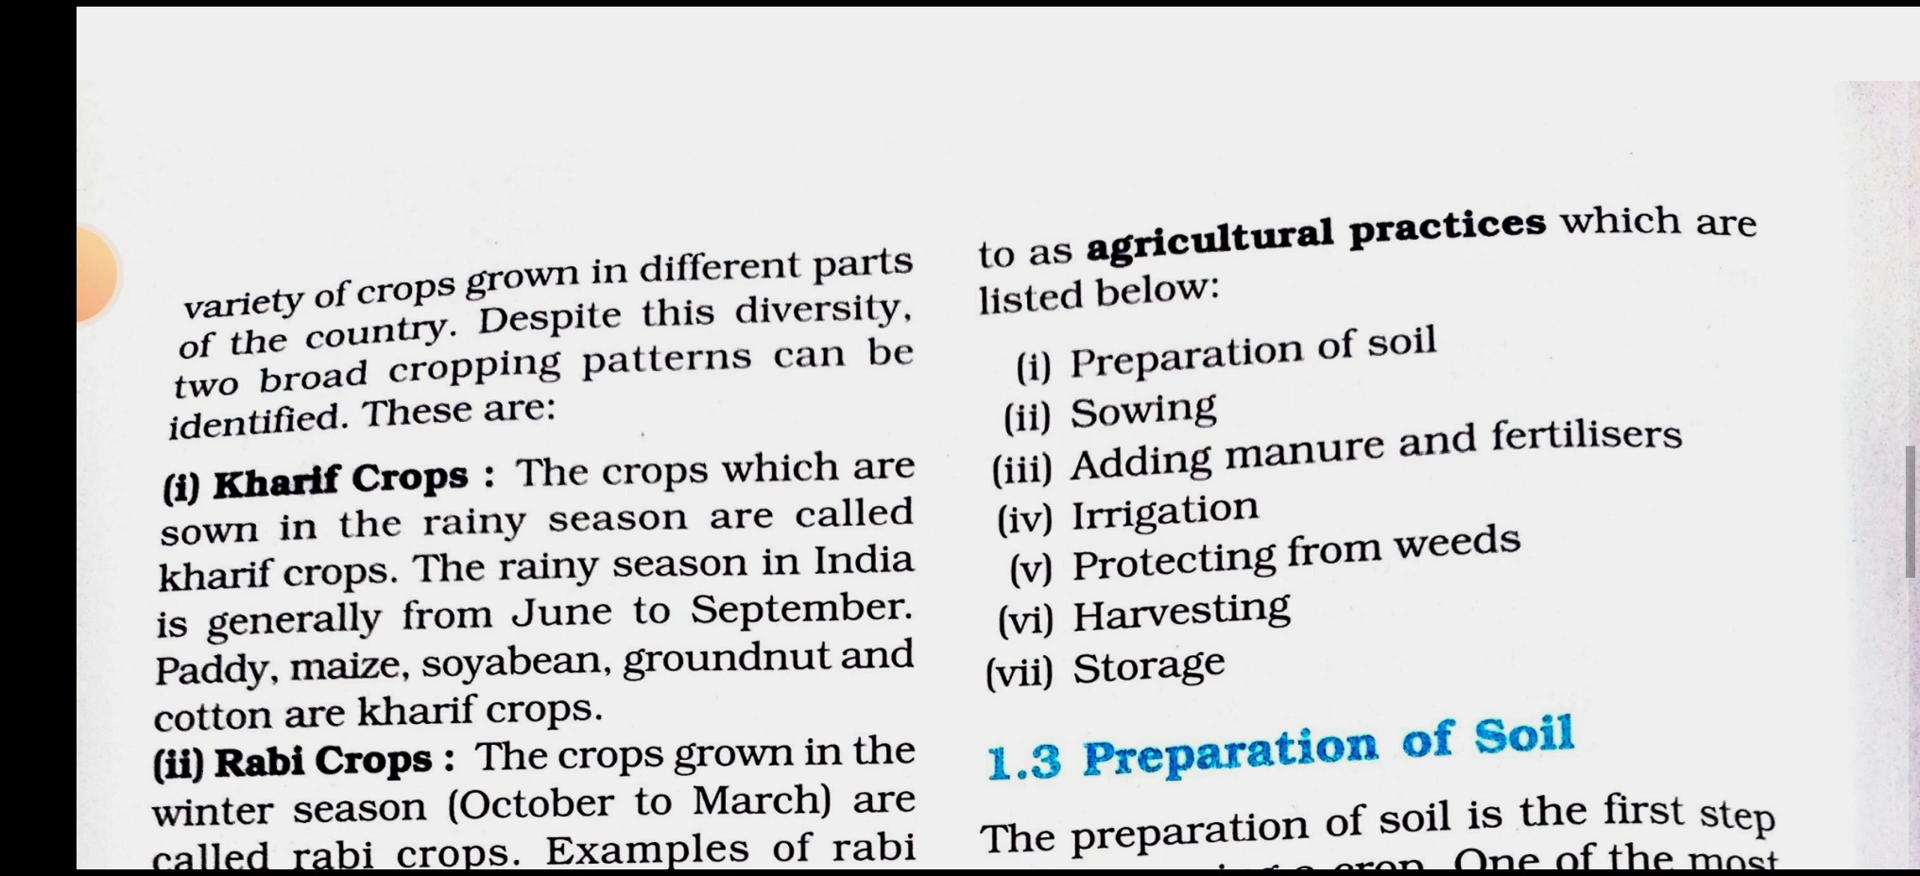 variety of crops grown in different parts
of the country. Despite this diversity,
two broad cropping patterns can be
identified. These are:
(i) Kharif Crops : The crops which are
sown in the rainy season are called
kharif crops. The rainy season in India
is generally from June to September.
Paddy, maize, soyabean, groundnut and
cotton are kharif crops.
(ii) Rabi Crops : The crops grown in the
winter season (October to March) are
called rabi crops. Examples of rabi
to as agricultural practices which are
listed below:
(i) Preparation of soil
(ii) Sowing
(iii) Adding manure and fertilisers
(iv) Irrigation
(v) Protecting from weeds
(vi) Harvesting
(vii) Storage
1.3 Preparation of Soil
The preparation of soil is the first step
a crop. One of the most